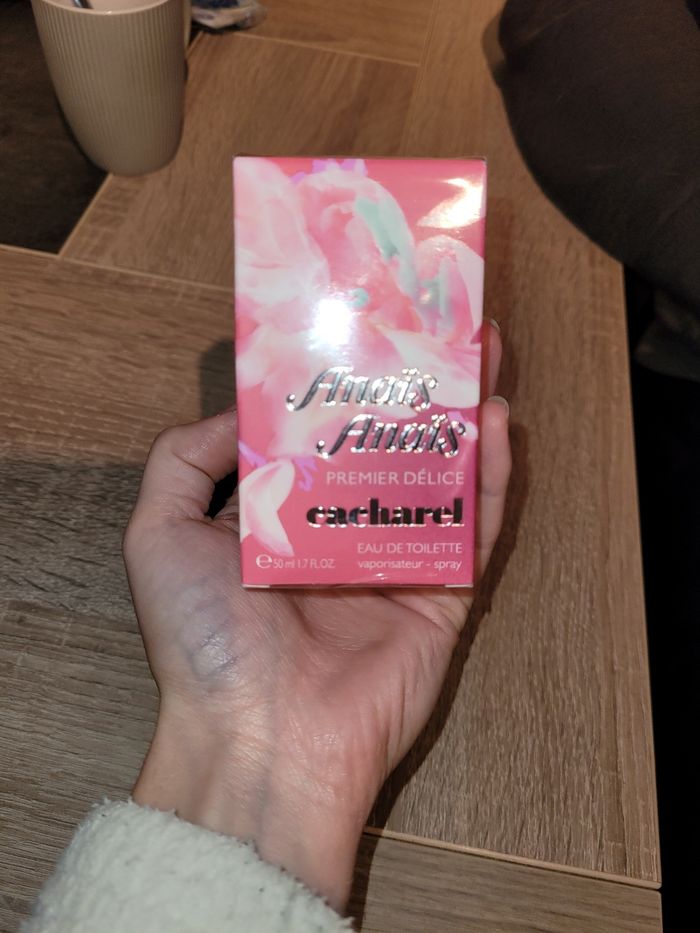 Anaïs
Anaïs
PREMIER DÉLICE
cacharel
EAU DE TOILETTE
℮ 50 ml 1.7 FL.OZ. vaporisateur - spray